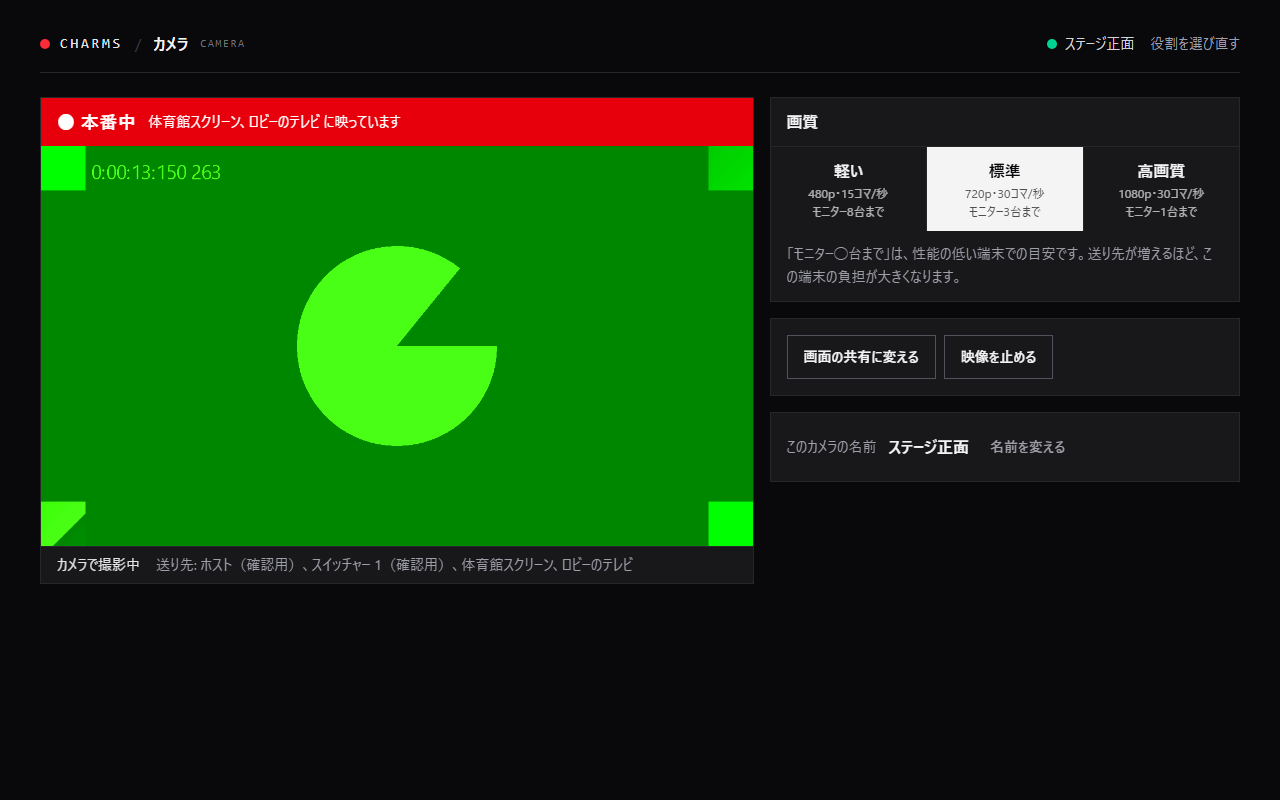 CHARMS / カメラ CAMERA
ステージ正面 役割を選び直す
本番中 体育館スクリーン、ロビーのテレビ に映っています
0:00:13:150 263
カメラで撮影中 送り先: ホスト（確認用）、スイッチャー 1（確認用）、体育館スクリーン、ロビーのテレビ
画質
軽い
480p・15コマ/秒
モニター8台まで
標準
720p・30コマ/秒
モニター3台まで
高画質
1080p・30コマ/秒
モニター1台まで
「モニター◯台まで」は、性能の低い端末での目安です。送り先が増えるほど、こ
の端末の負担が大きくなります。
画面の共有に変える
映像を止める
このカメラの名前 ステージ正面 名前を変える